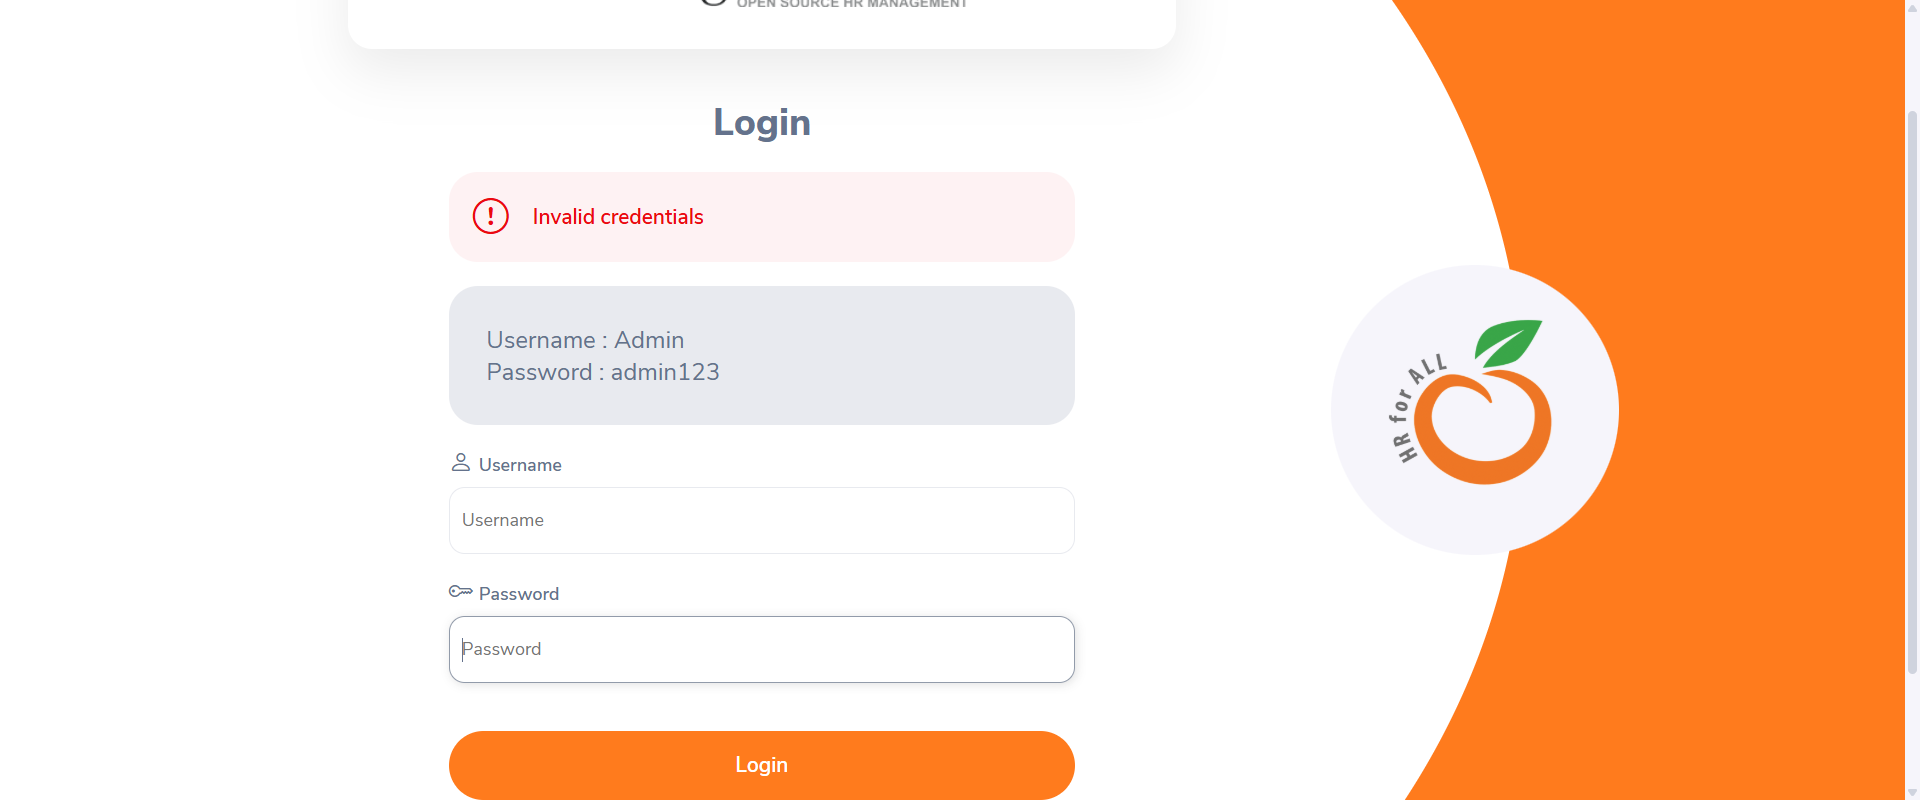 OPEN SOURCE HR MANAGEMENT
Login
Invalid credentials
Username : Admin
Password : admin123
Username
Username
Password
Password
Login
HR for ALL